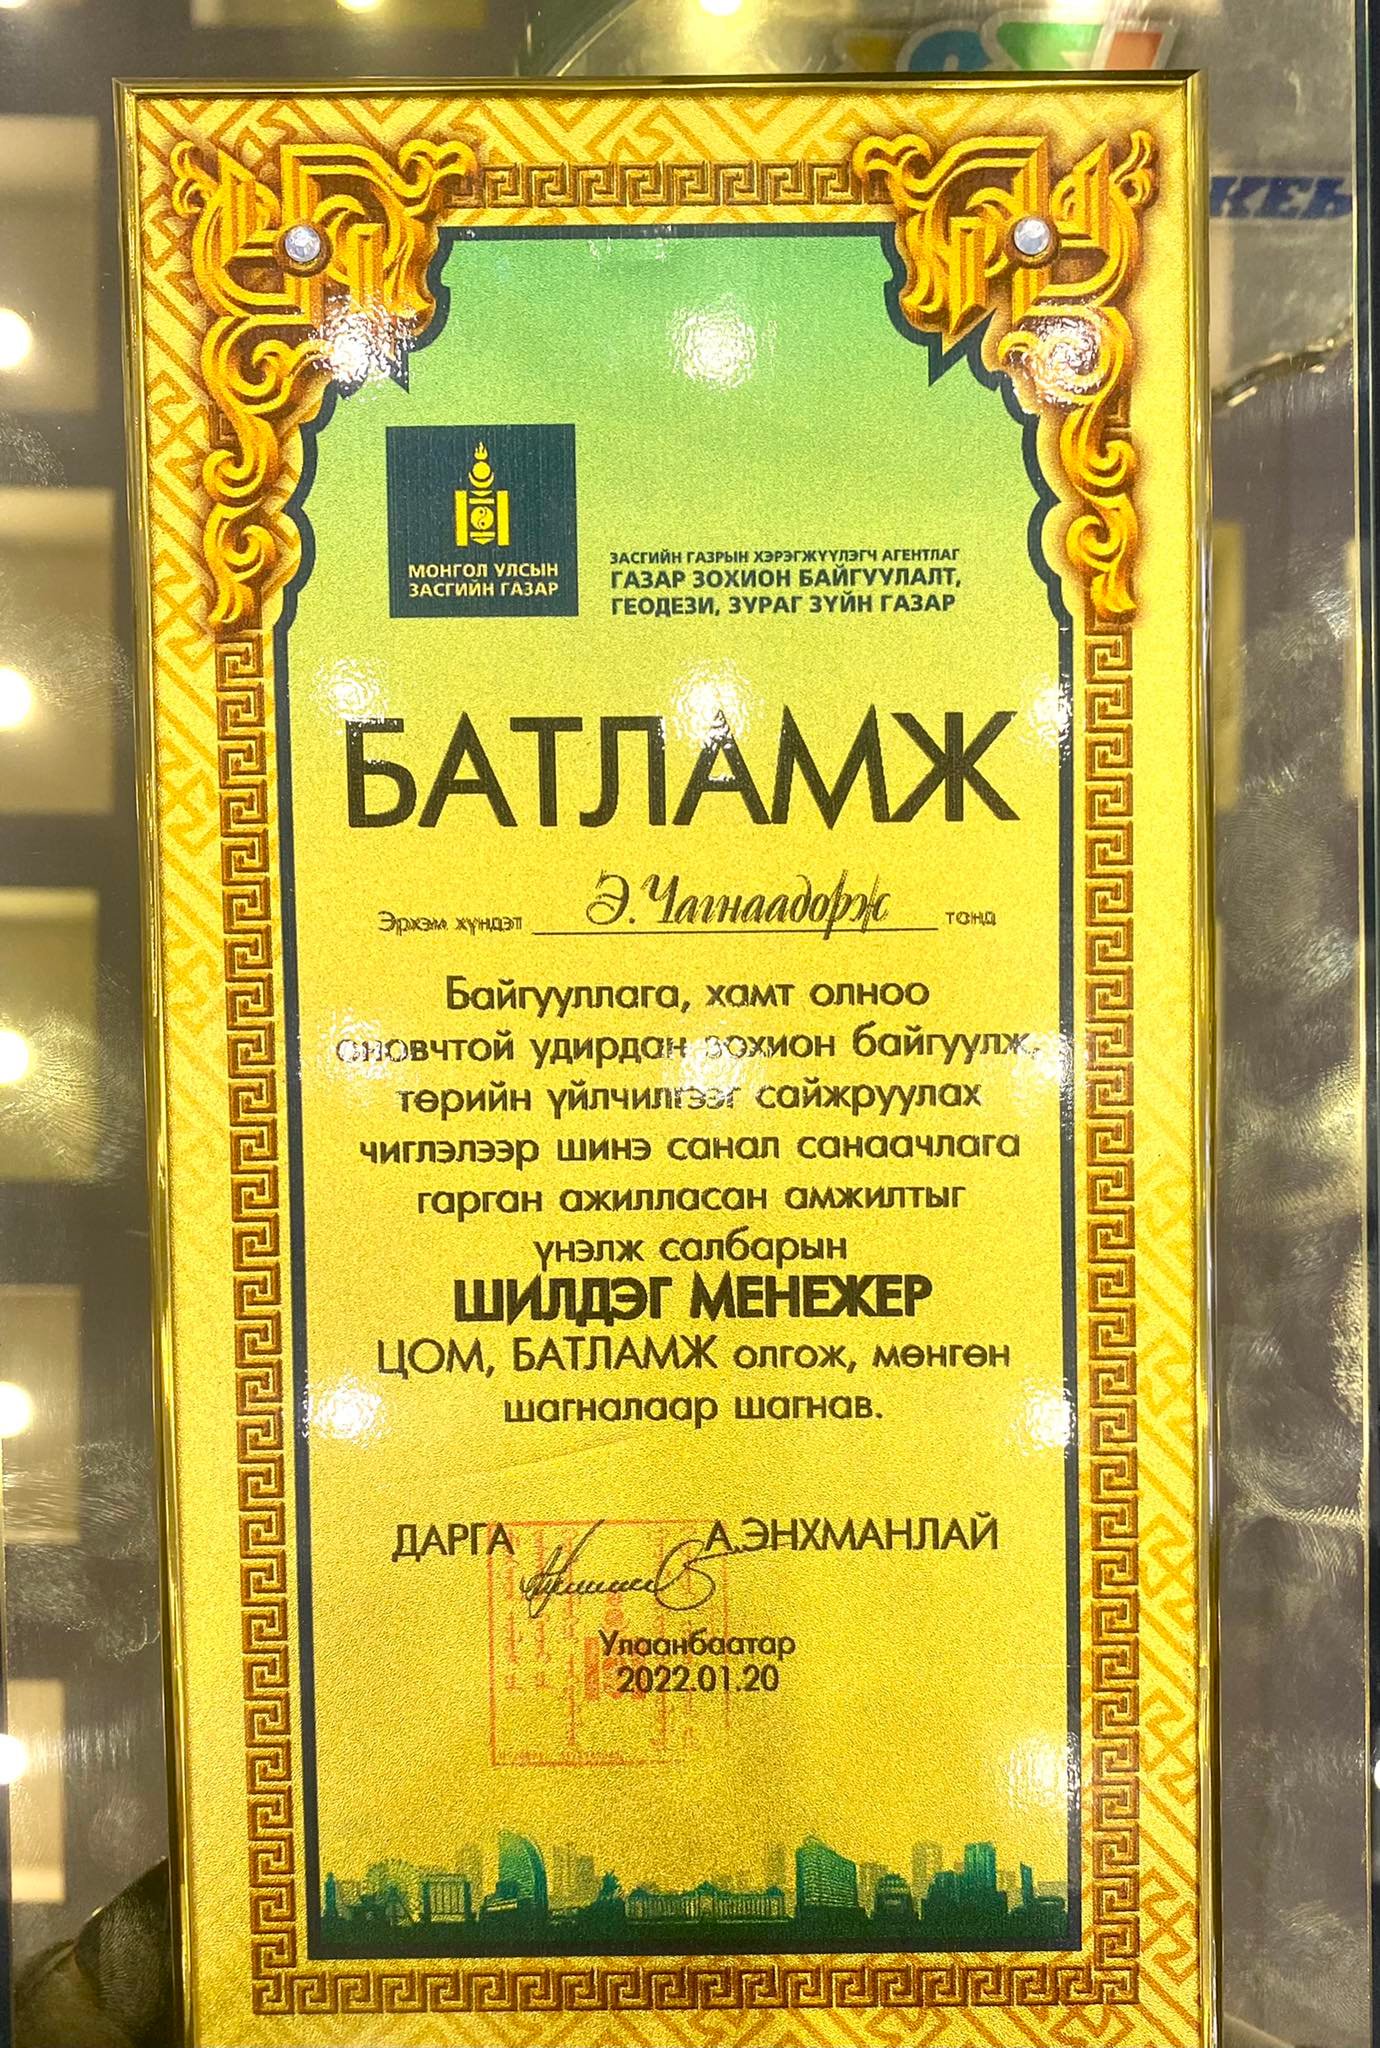 МОНГОЛ УЛСЫН
ЗАСГИЙН ГАЗАР
ЗАСГИЙН ГАЗРЫН ХЭРЭГЖҮҮЛЭГЧ АГЕНТЛАГ
ГАЗАР ЗОХИОН БАЙГУУЛАЛТ,
ГЕОДЕЗИ, ЗУРАГ ЗҮЙН ГАЗАР
БАТЛАМЖ
Эрхэм хүндэт Э.Чагнаадорж танд
Байгууллага, хамт олноо
оновчтой удирдан зохион байгуулж,
төрийн үйлчилгээг сайжруулах
чиглэлээр шинэ санал санаачлага
гарган ажилласан амжилтыг
үнэлж салбарын
ШИЛДЭГ МЕНЕЖЕР
ЦОМ, БАТЛАМЖ олгож, мөнгөн
шагналаар шагнав.
ДАРГА А.ЭНХМАНЛАЙ
Улаанбаатар
2022.01.20